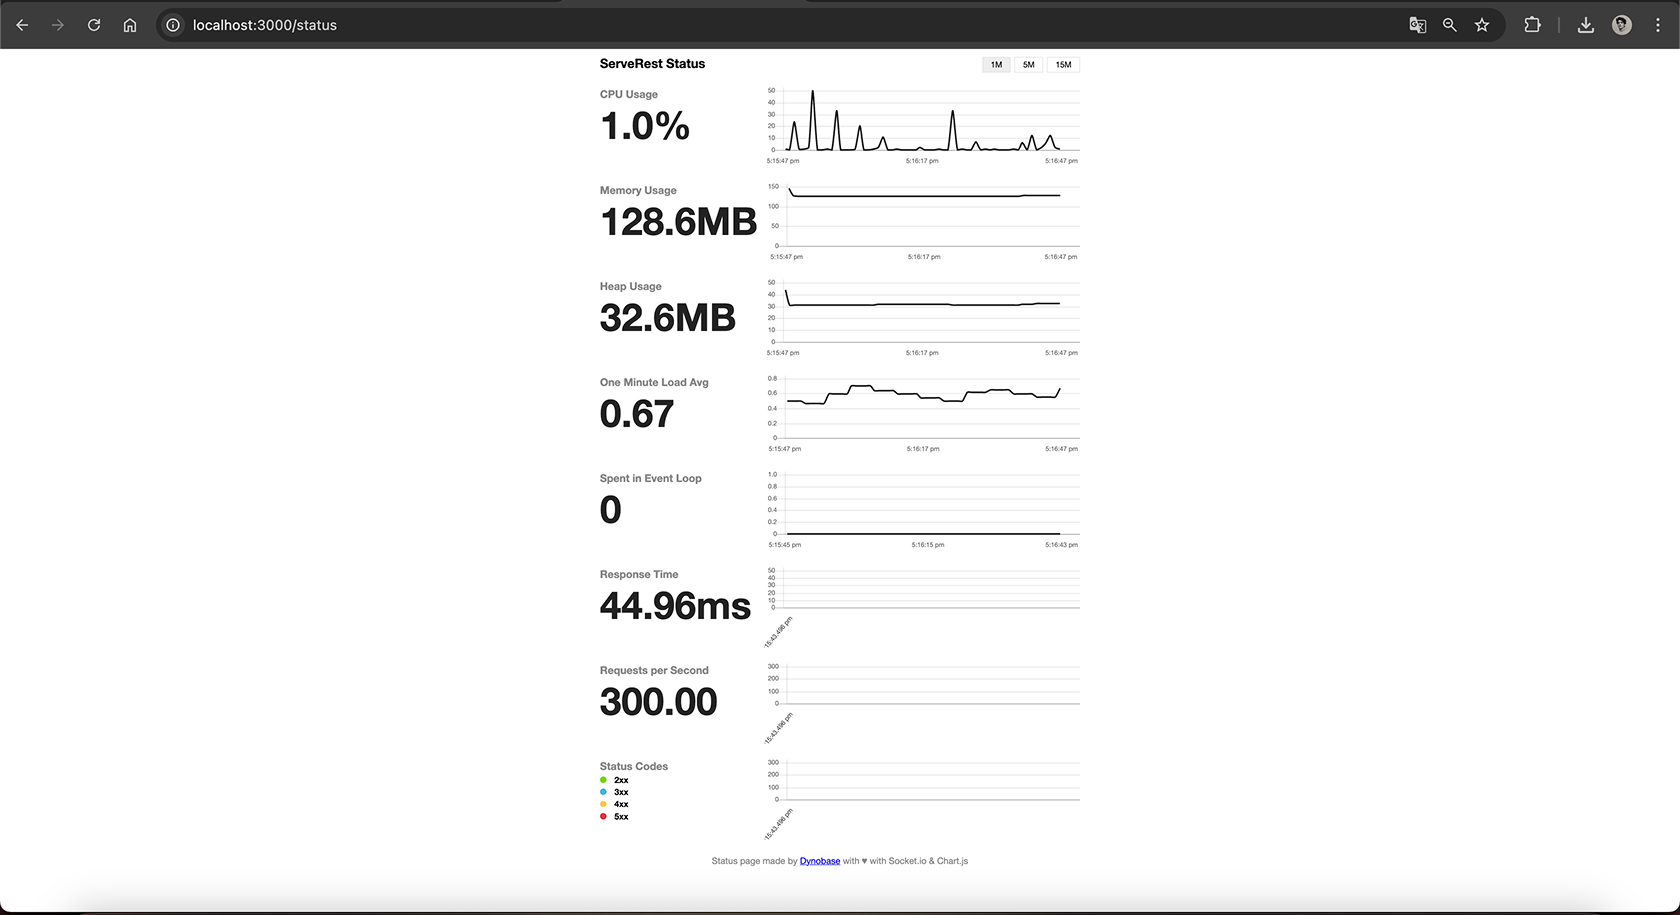 localhost:3000/status
ServeRest Status
1M 5M 15M
CPU Usage
1.0%
50
40
30
20
10
0
5:15:47 pm 5:16:17 pm 5:16:47 pm
Memory Usage
128.6MB
150
100
50
0
5:15:47 pm 5:16:17 pm 5:16:47 pm
Heap Usage
32.6MB
50
40
30
20
10
0
5:15:47 pm 5:16:17 pm 5:16:47 pm
One Minute Load Avg
0.67
0.8
0.6
0.4
0.2
0
5:15:47 pm 5:16:17 pm 5:16:47 pm
Spent in Event Loop
0
1.0
0.8
0.6
0.4
0.2
0
5:15:45 pm 5:16:15 pm 5:16:43 pm
Response Time
44.96ms
50
40
30
20
10
0
:15:43.496 pm
Requests per Second
300.00
300
200
100
0
:15:43.496 pm
Status Codes
2xx
3xx
4xx
5xx
300
200
100
0
:15:43.496 pm
Status page made by Dynobase with ♥ with Socket.io & Chart.js